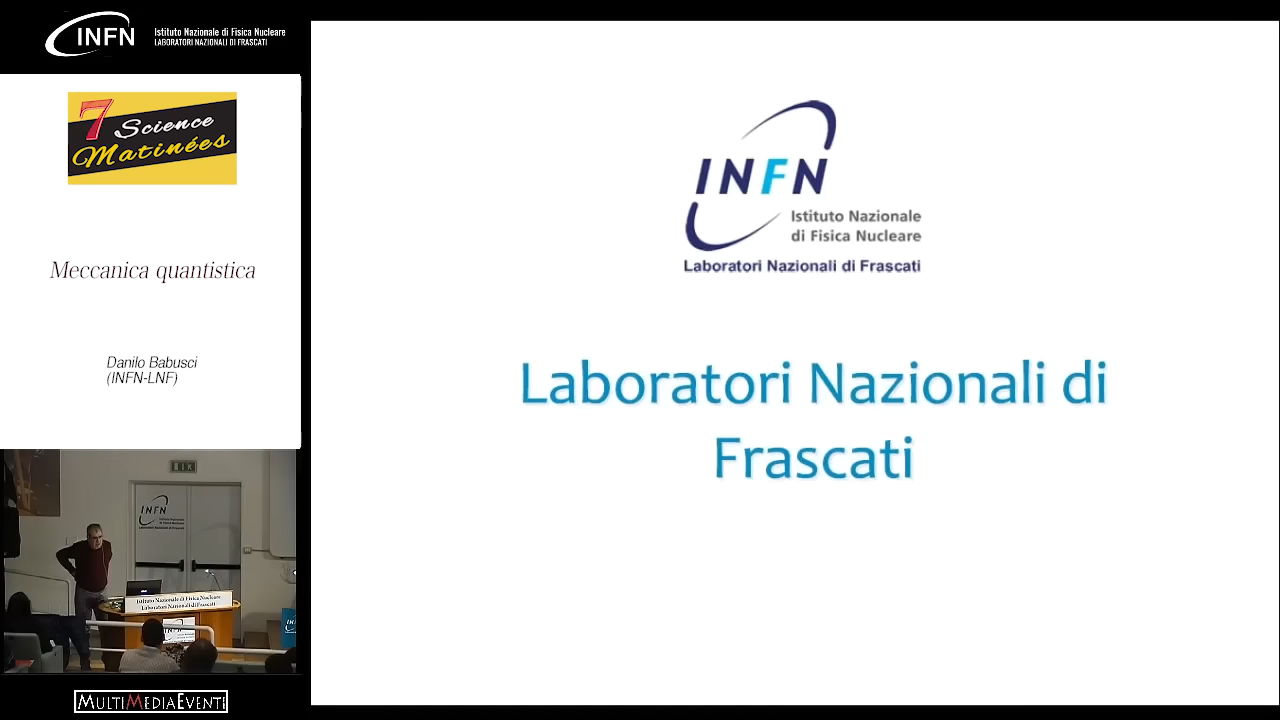 INFN
Istituto Nazionale di Fisica Nucleare
LABORATORI NAZIONALI DI FRASCATI
7 Science
Matinées
Meccanica quantistica
Danilo Babusci
(INFN-LNF)
INFN
Istituto Nazionale di Fisica Nucleare
Laboratori Nazionali di Frascati
MULTIMEDIAEVENTI
INFN
Istituto Nazionale
di Fisica Nucleare
Laboratori Nazionali di Frascati
Laboratori Nazionali di
Frascati